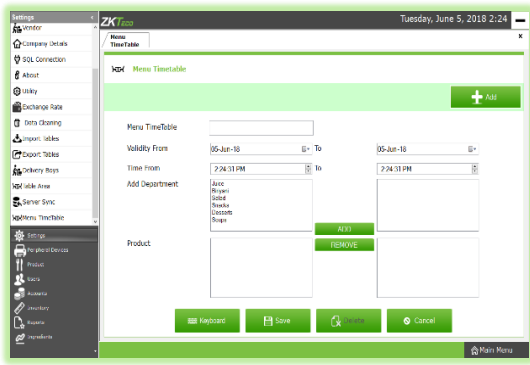 Settings
ZKTeco
Tuesday, June 5, 2018 2:24
Vendor
Menu
TimeTable
x
Company Details
SQL Connection
Menu Timetable
About
Utility
Add
Exchange Rate
Data Cleaning
Menu TimeTable
Import Tables
Export Tables
Validity From
05-Jun-18
To
05-Jun-18
Delivery Boys
Time From
2:24:31 PM
To
2:24:31 PM
Table Area
Add Department
Juice
Biryani
Salad
Snacks
Desserts
Soups
Server Sync
Menu TimeTable
ADD
Settings
Product
REMOVE
Peripheral Devices
Product
Users
Accounts
Inventory
Keyboard
Save
Delete
Cancel
Reports
Ingredients
Main Menu